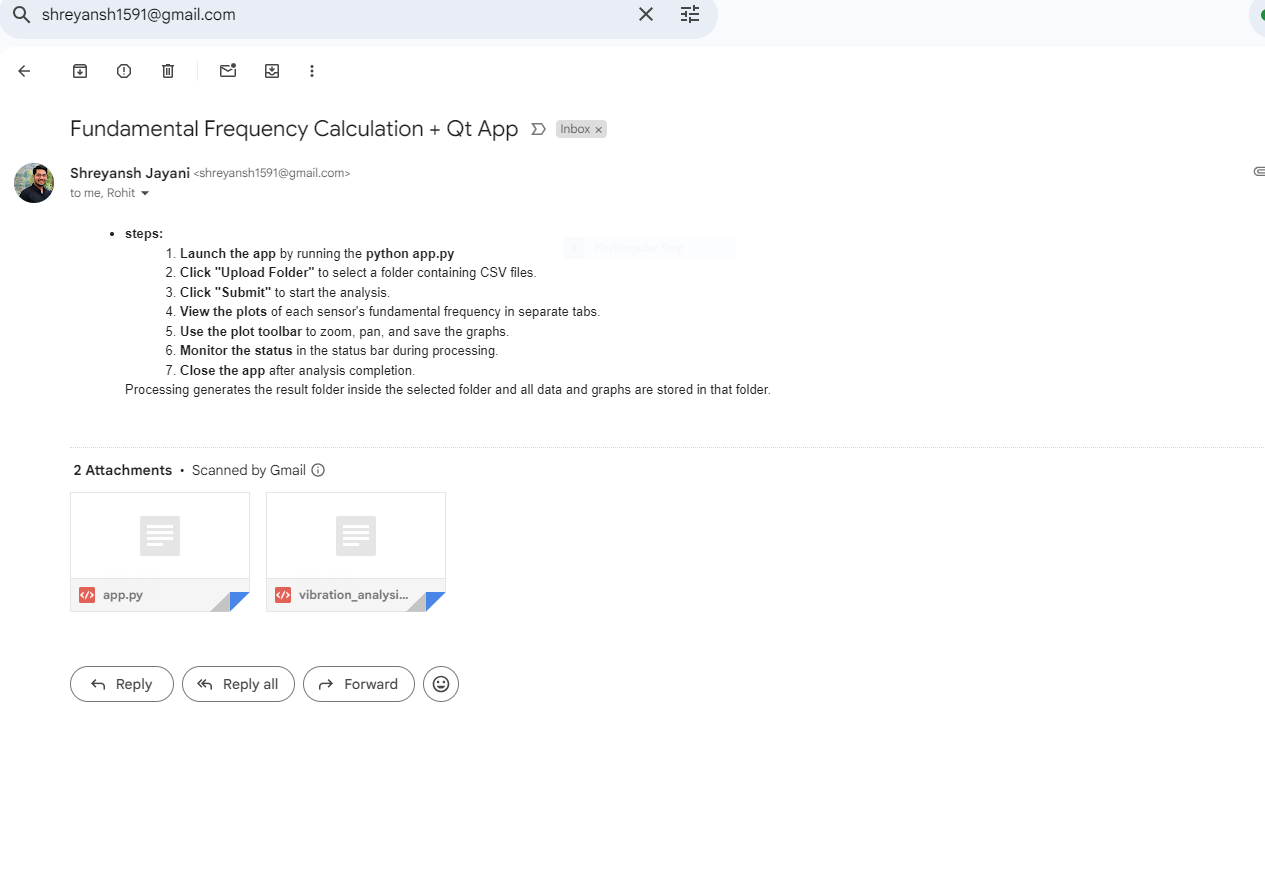 shreyansh1591@gmail.com
Fundamental Frequency Calculation + Qt App Inbox ×
Shreyansh Jayani <shreyansh1591@gmail.com>
to me, Rohit
• steps:
1. Launch the app by running the python app.py
2. Click "Upload Folder" to select a folder containing CSV files.
3. Click "Submit" to start the analysis.
4. View the plots of each sensor's fundamental frequency in separate tabs.
5. Use the plot toolbar to zoom, pan, and save the graphs.
6. Monitor the status in the status bar during processing.
7. Close the app after analysis completion.
Processing generates the result folder inside the selected folder and all data and graphs are stored in that folder.
2 Attachments • Scanned by Gmail
app.py
vibration_analysi...
Reply Reply all Forward